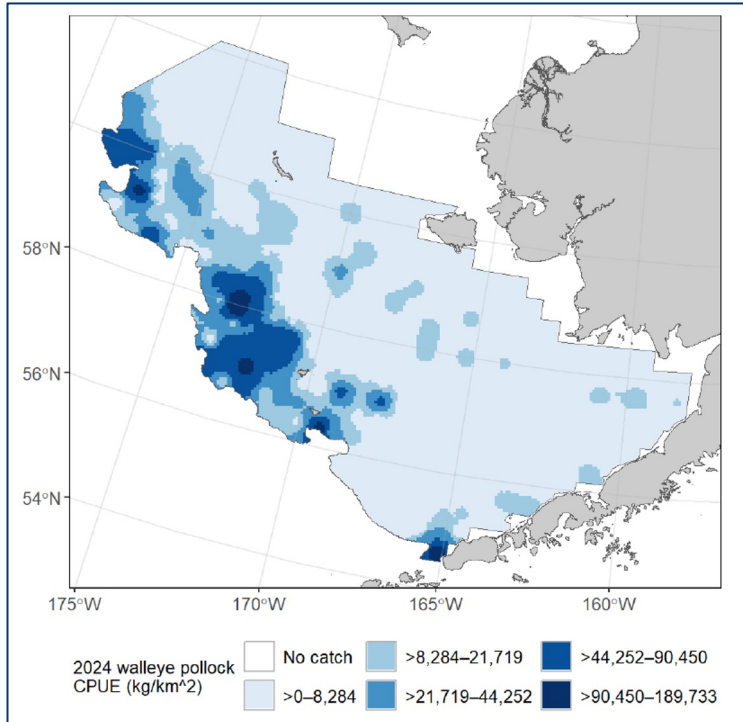 58°N
56°N
54°N
175°W 170°W 165°W 160°W
2024 walleye pollock
CPUE (kg/km^2)
No catch >8,284–21,719 >44,252–90,450
>0–8,284 >21,719–44,252 >90,450–189,733